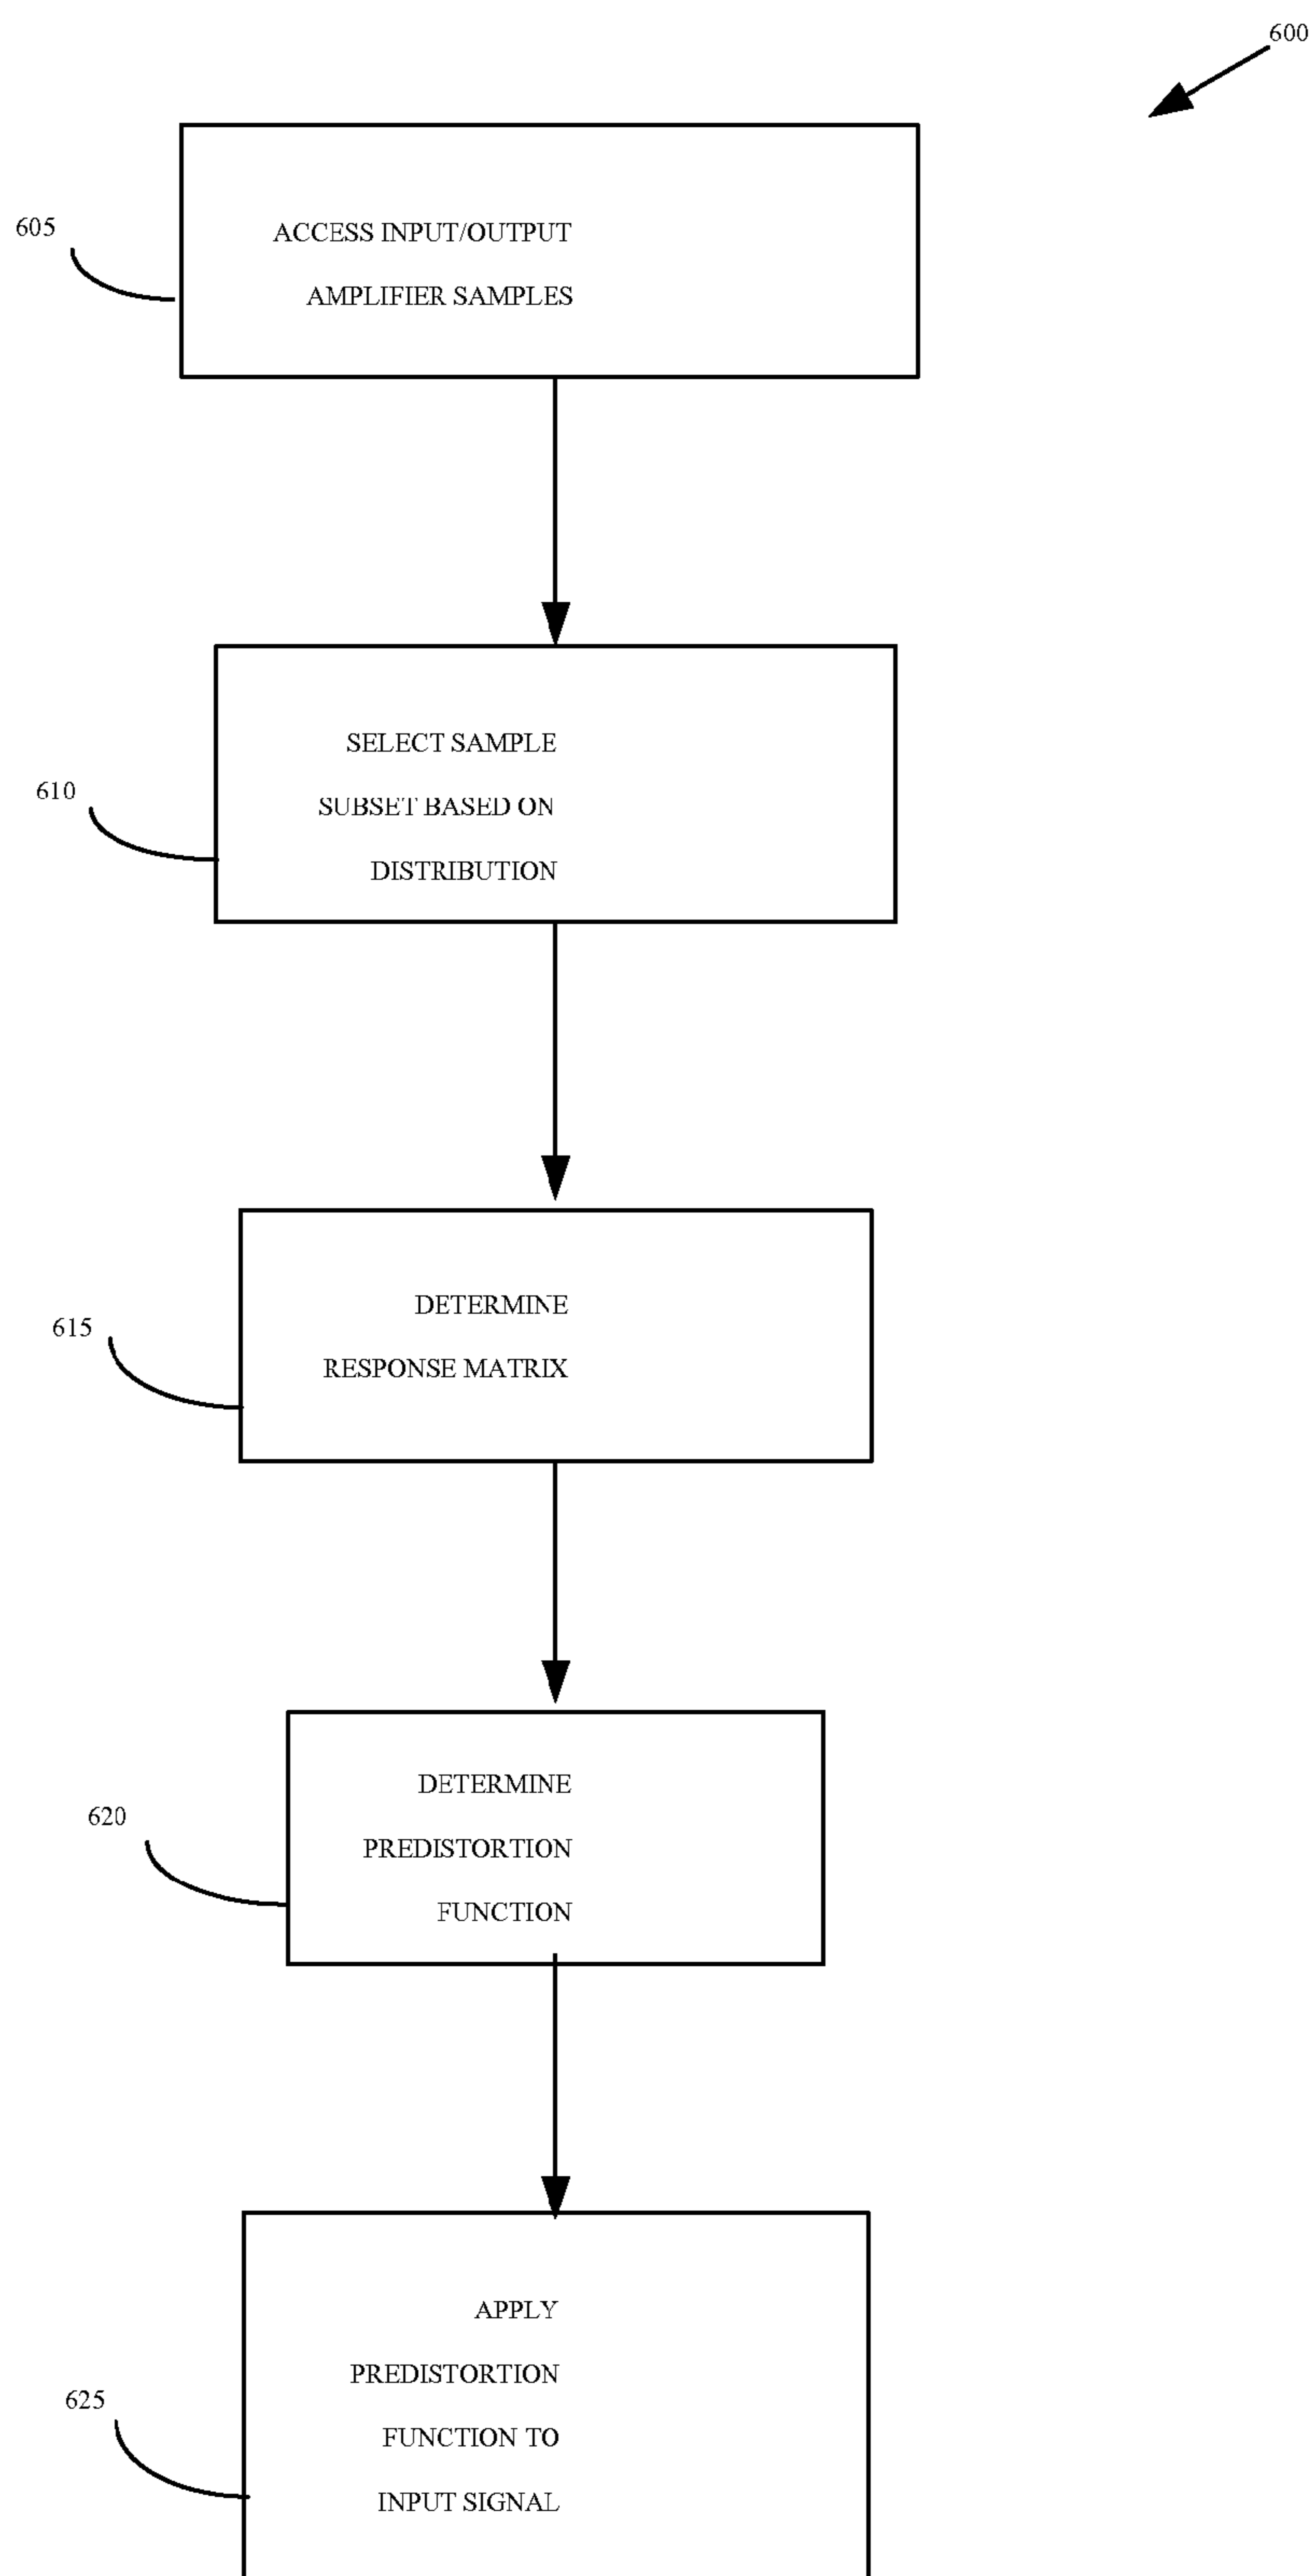 600
605
ACCESS INPUT/OUTPUT
AMPLIFIER SAMPLES
610
SELECT SAMPLE
SUBSET BASED ON
DISTRIBUTION
615
DETERMINE
RESPONSE MATRIX
620
DETERMINE
PREDISTORTION
FUNCTION
625
APPLY
PREDISTORTION
FUNCTION TO
INPUT SIGNAL